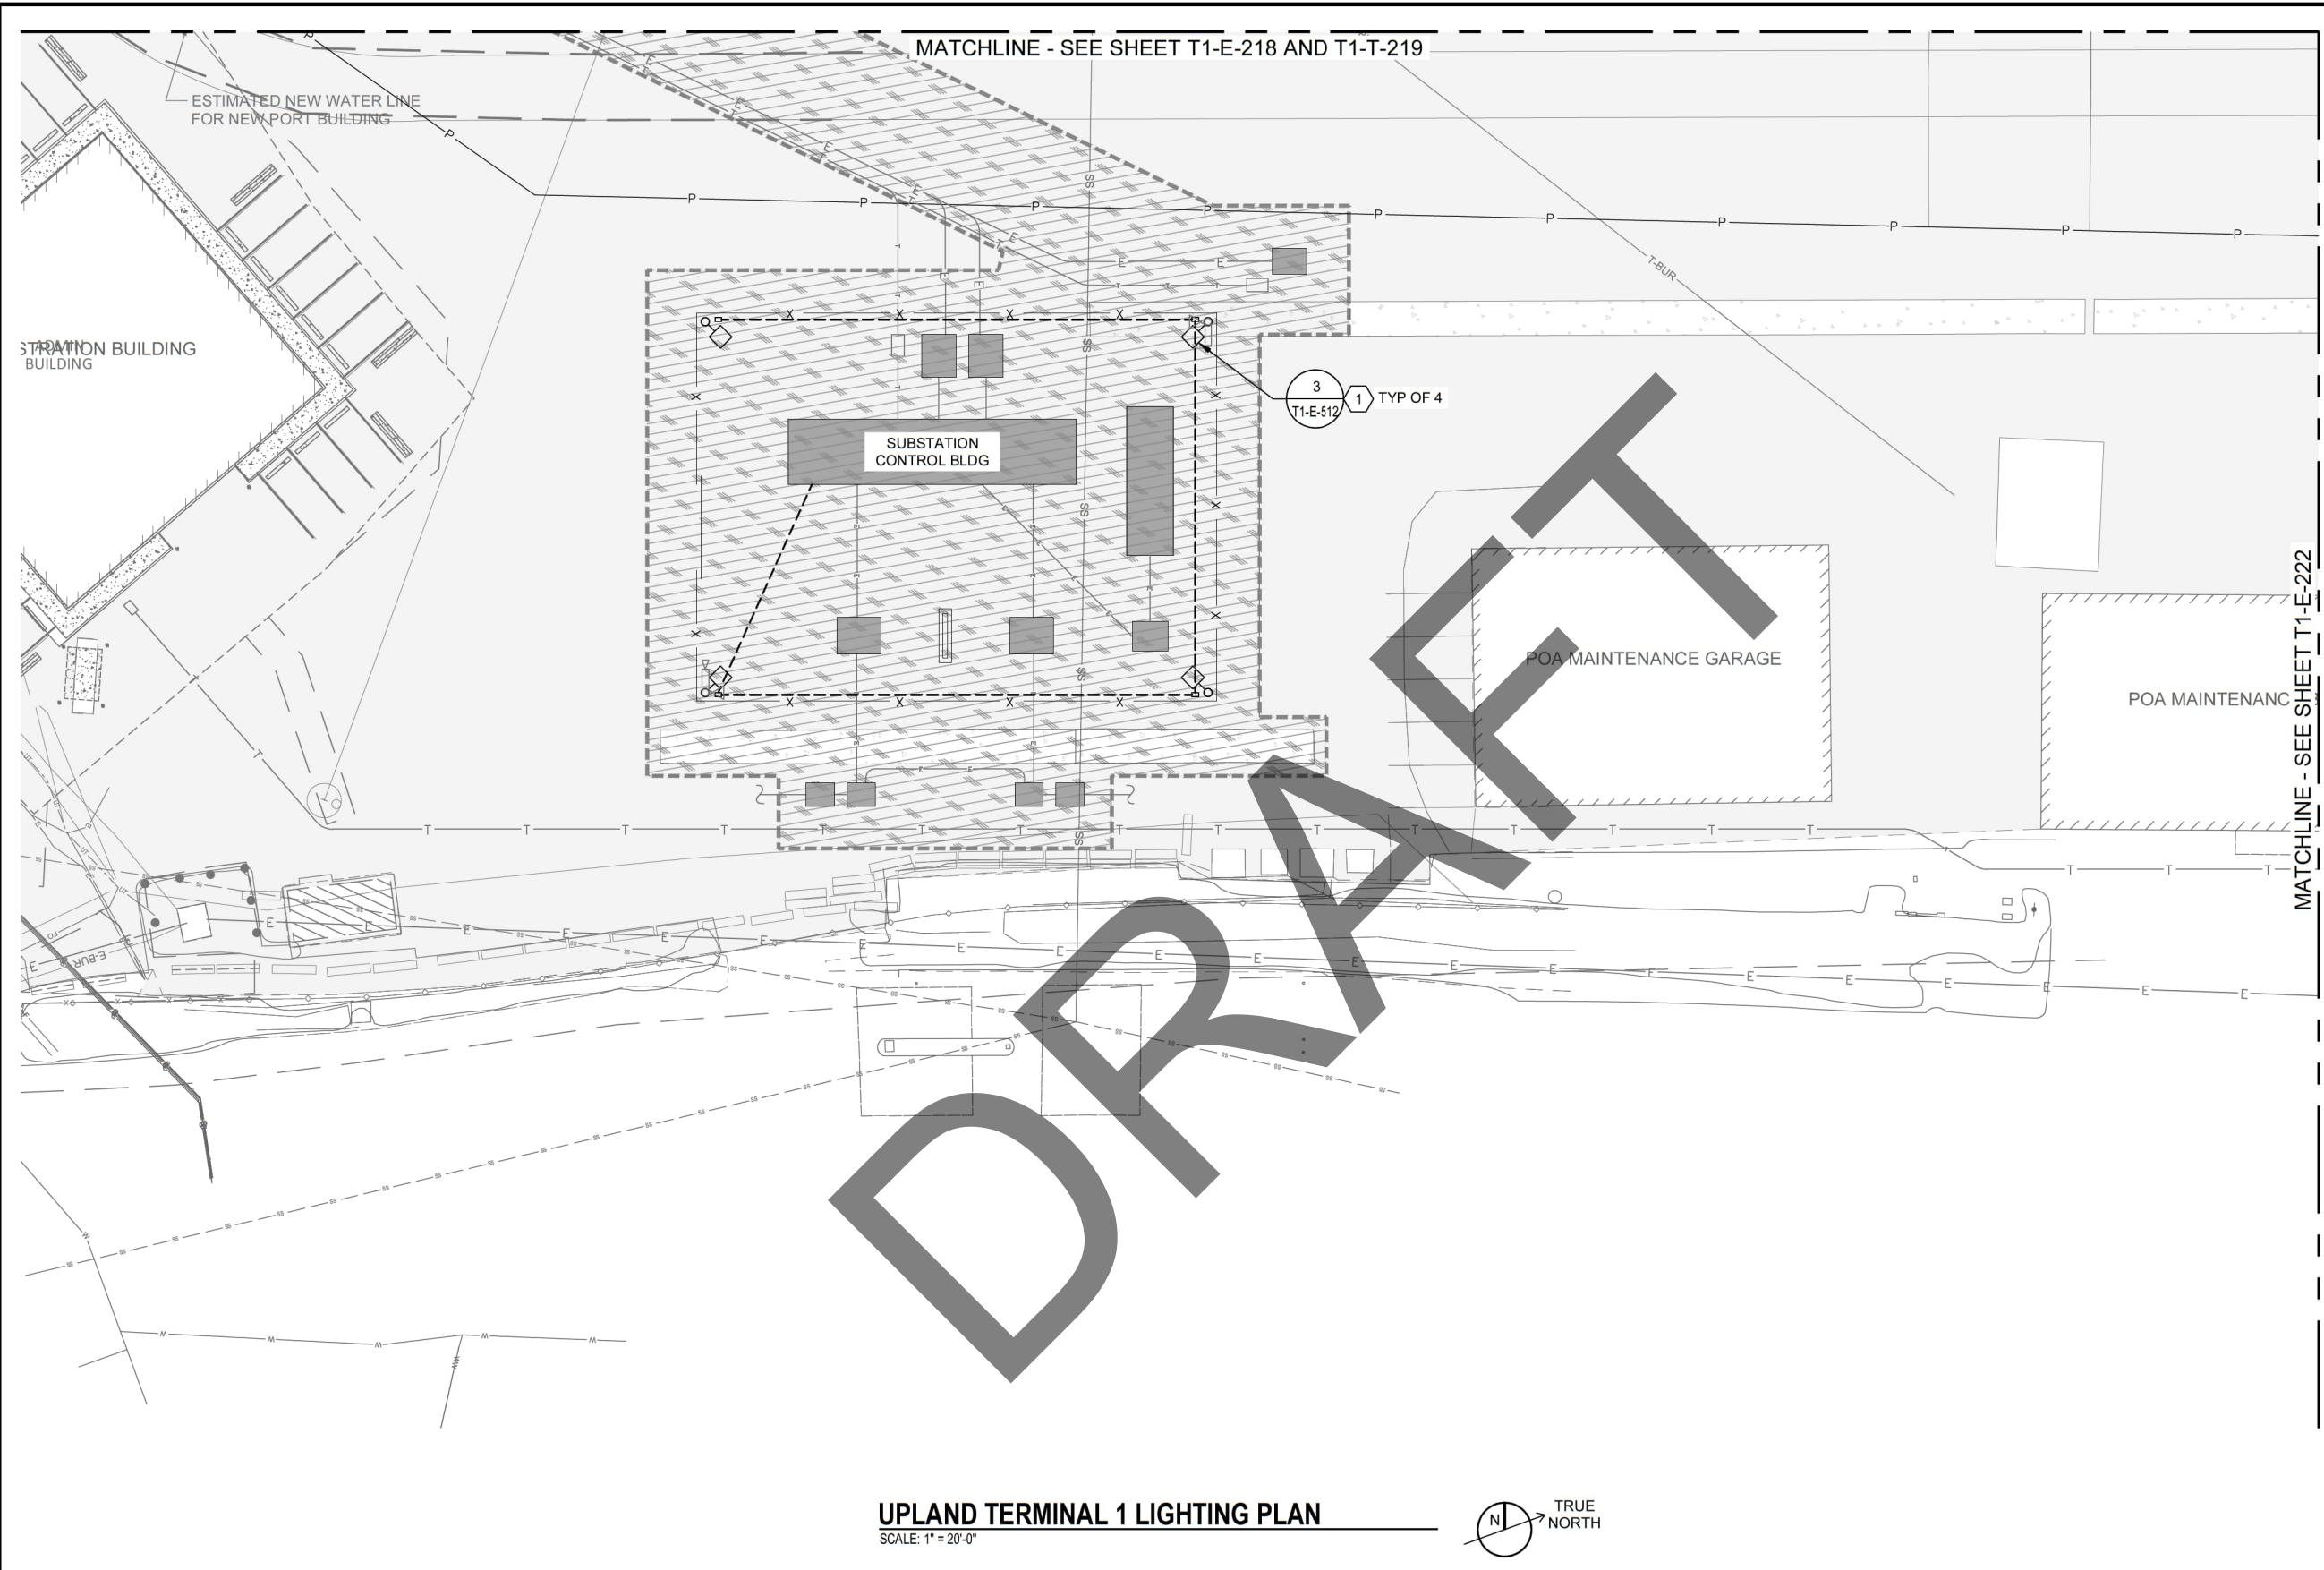 MATCHLINE - SEE SHEET T1-E-218 AND T1-T-219
ESTIMATED NEW WATER LINE
FOR NEW PORT BUILDING
STRATION BUILDING
ADMIN
BUILDING
T-BUR
3
T1-E-512
1
TYP OF 4
SUBSTATION
CONTROL BLDG
POA MAINTENANCE GARAGE
POA MAINTENANC
MATCHLINE - SEE SHEET T1-E-222
E-BUR
FO
DRAFT
UPLAND TERMINAL 1 LIGHTING PLAN
SCALE: 1" = 20'-0"
N
TRUE
NORTH